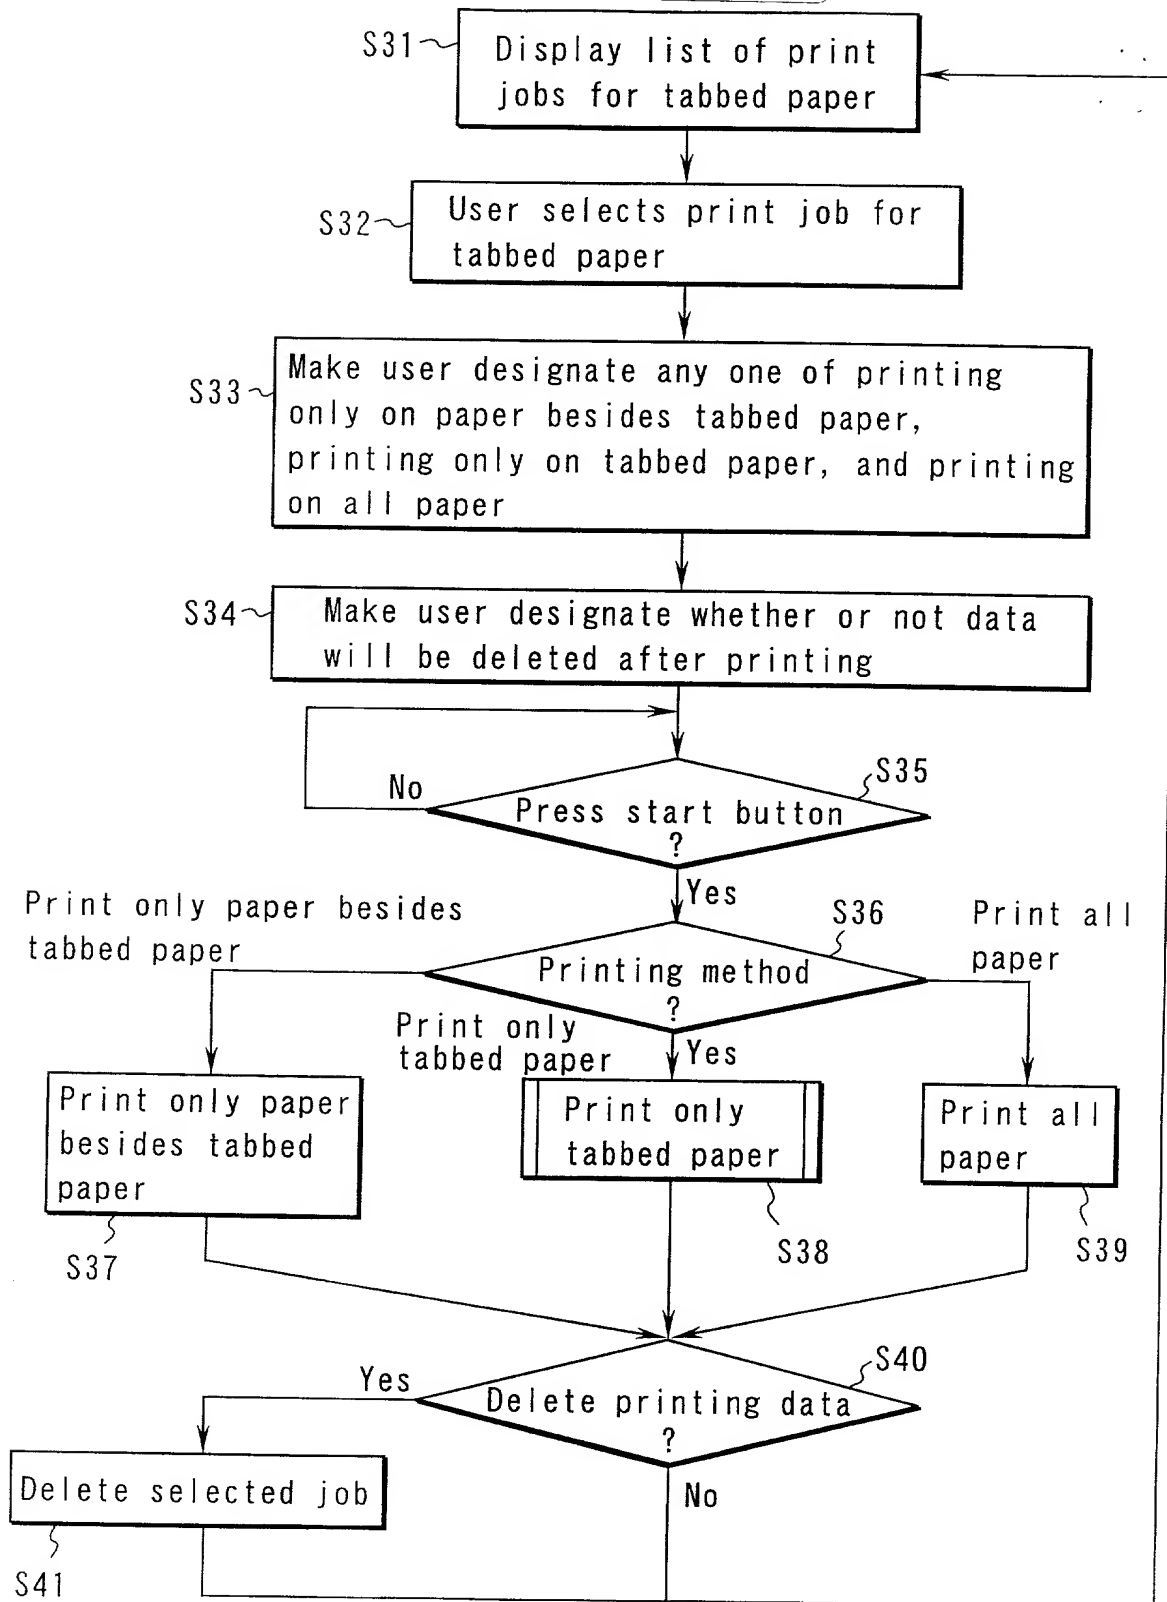 S31
Display list of print
jobs for tabbed paper
S32
User selects print job for
tabbed paper
S33
Make user designate any one of printing
only on paper besides tabbed paper,
printing only on tabbed paper, and printing
on all paper
S34
Make user designate whether or not data
will be deleted after printing
S35
No
Press start button
?
Yes
Print only paper besides
tabbed paper
S36
Print all
paper
Printing method
?
Print only
tabbed paper
Yes
Print only paper
besides tabbed
paper
Print only
tabbed paper
Print all
paper
S37
S38
S39
S40
Yes
Delete printing data
?
Delete selected job
No
S41